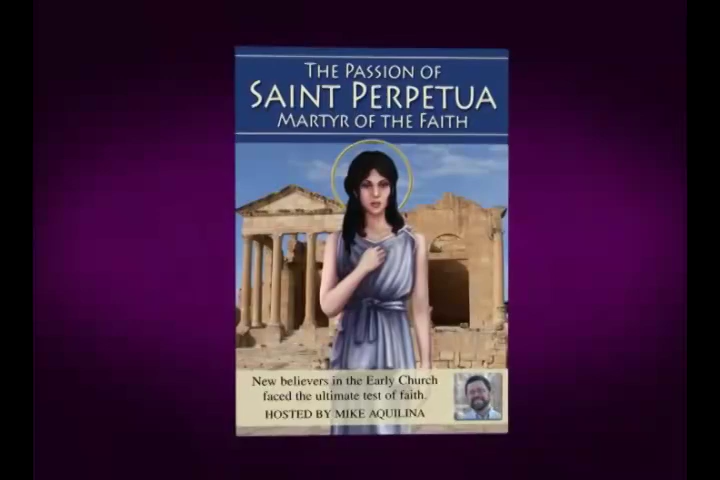 THE PASSION OF
SAINT PERPETUA
MARTYR OF THE FAITH
New believers in the Early Church
faced the ultimate test of faith.
HOSTED BY MIKE AQUILINA